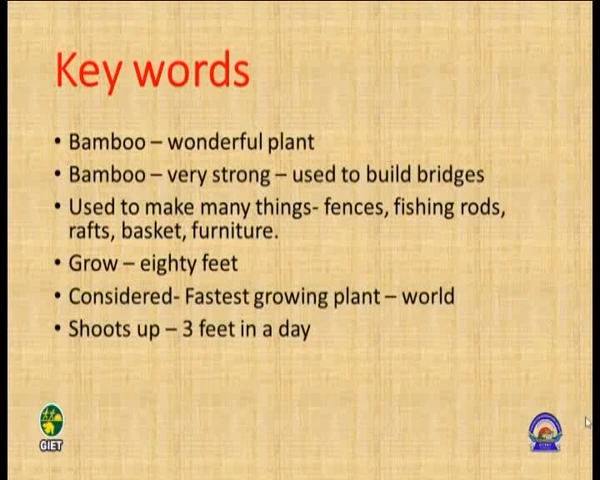 Key words
• Bamboo – wonderful plant
• Bamboo – very strong – used to build bridges
• Used to make many things- fences, fishing rods,
rafts, basket, furniture.
• Grow – eighty feet
• Considered- Fastest growing plant – world
• Shoots up – 3 feet in a day
GIET